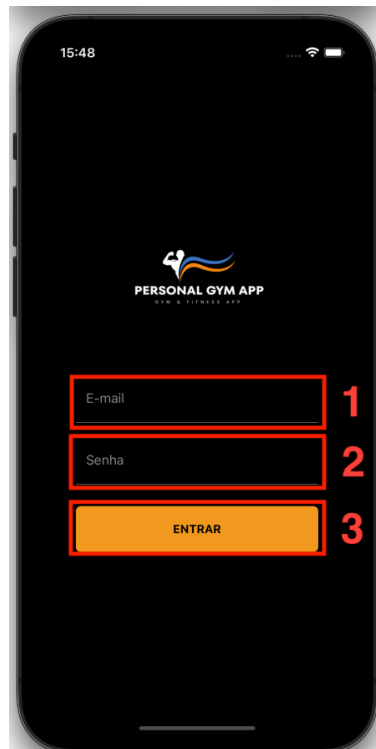 15:48
PERSONAL GYM APP
GYM & FITNESS APP
E-mail
1
Senha
2
ENTRAR
3